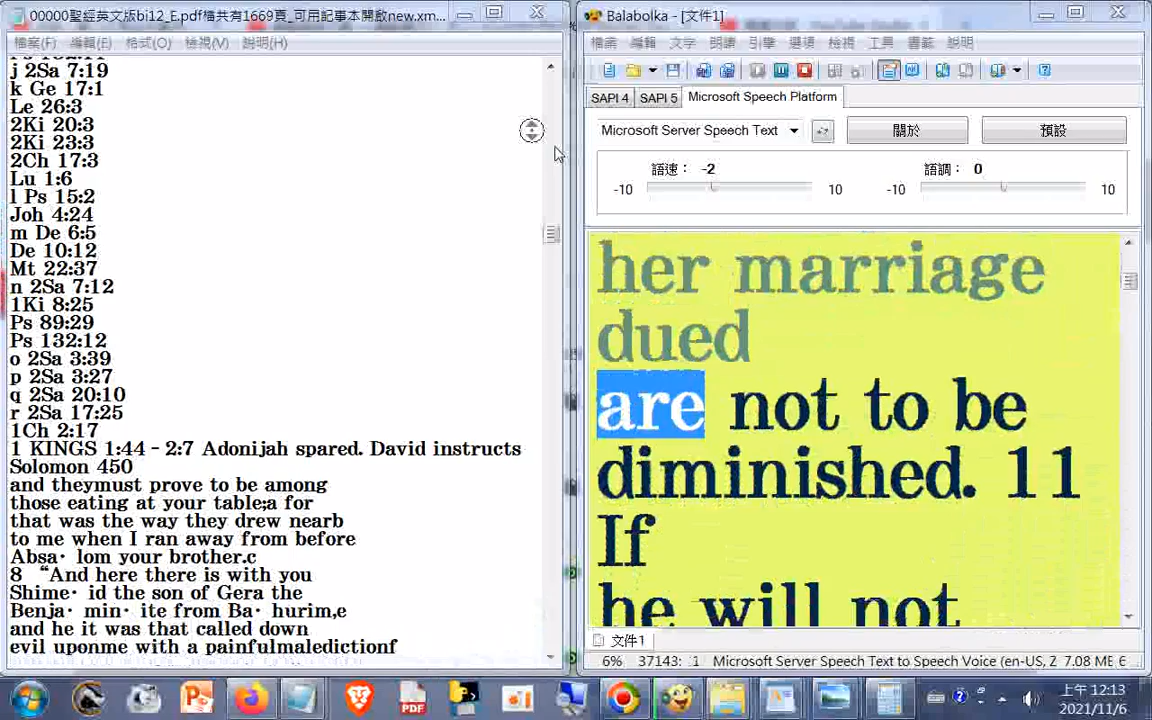 00000聖經英文版bi12_E.pdf檔共有1669頁_可用記事本開啟new.xm...
檔案(F) 編輯(E) 格式(O) 檢視(V) 說明(H)
j 2Sa 7:19
k Ge 17:1
Le 26:3
2Ki 20:3
2Ki 23:3
2Ch 17:3
Lu 1:6
l Ps 15:2
Joh 4:24
m De 6:5
De 10:12
Mt 22:37
n 2Sa 7:12
1Ki 8:25
Ps 89:29
Ps 132:12
o 2Sa 3:39
p 2Sa 3:27
q 2Sa 20:10
r 2Sa 17:25
1Ch 2:17
1 KINGS 1:44－2:7 Adonijah spared. David instructs
Solomon 450
and theymust prove to be among
those eating at your table;a for
that was the way they drew nearb
to me when I ran away from before
Absa· lom your brother.c
8 “And here there is with you
Shime· id the son of Gera the
Benja· min· ite from Ba· hurim,e
and he it was that called down
evil uponme with a painfulmaledictionf
Balabolka - [文件1]
檔案 編輯 文字 朗讀 引擎 選項 檢視 工具 書籤 說明
SAPI 4 SAPI 5 Microsoft Speech Platform
Microsoft Server Speech Text 關於 預設
語速： -2 語調： 0
-10 10 -10 10
her marriage
dued
are not to be
diminished. 11
If
he will not
文件1
6% 37143: 1 Microsoft Server Speech Text to Speech Voice (en-US, Z 7.08 MB 6
PDF
上午 12:13
2021/11/6